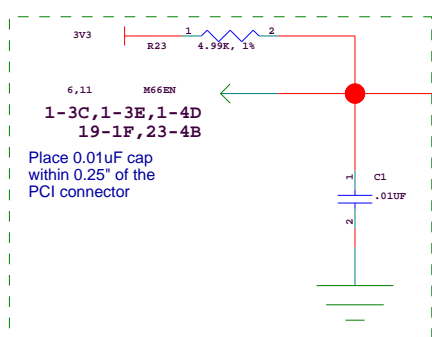 3V3
1
2
R23
4.99K, 1%
6,11
M66EN
1-3C,1-3E,1-4D
19-1F,23-4B
Place 0.01uF cap
within 0.25" of the
PCI connector
1
C1
.01UF
2